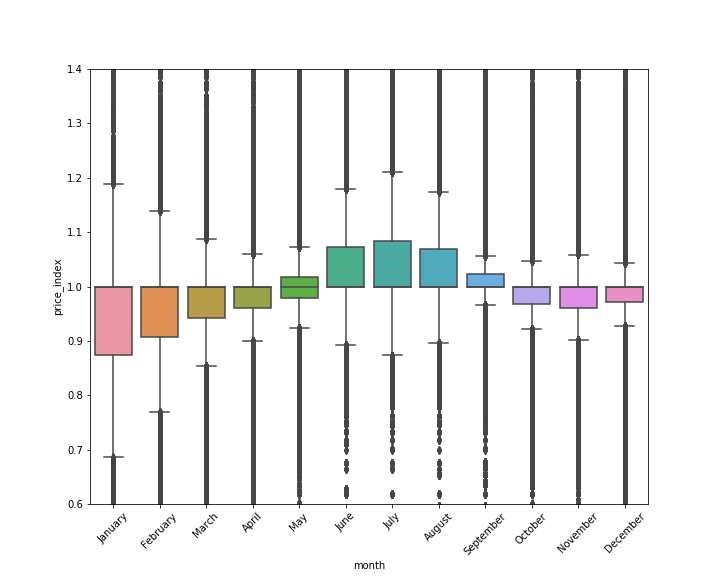 1.4
1.3
1.2
1.1
1.0
0.9
0.8
0.7
0.6
price_index
January
February
March
April
May
June
July
August
September
October
November
December
month